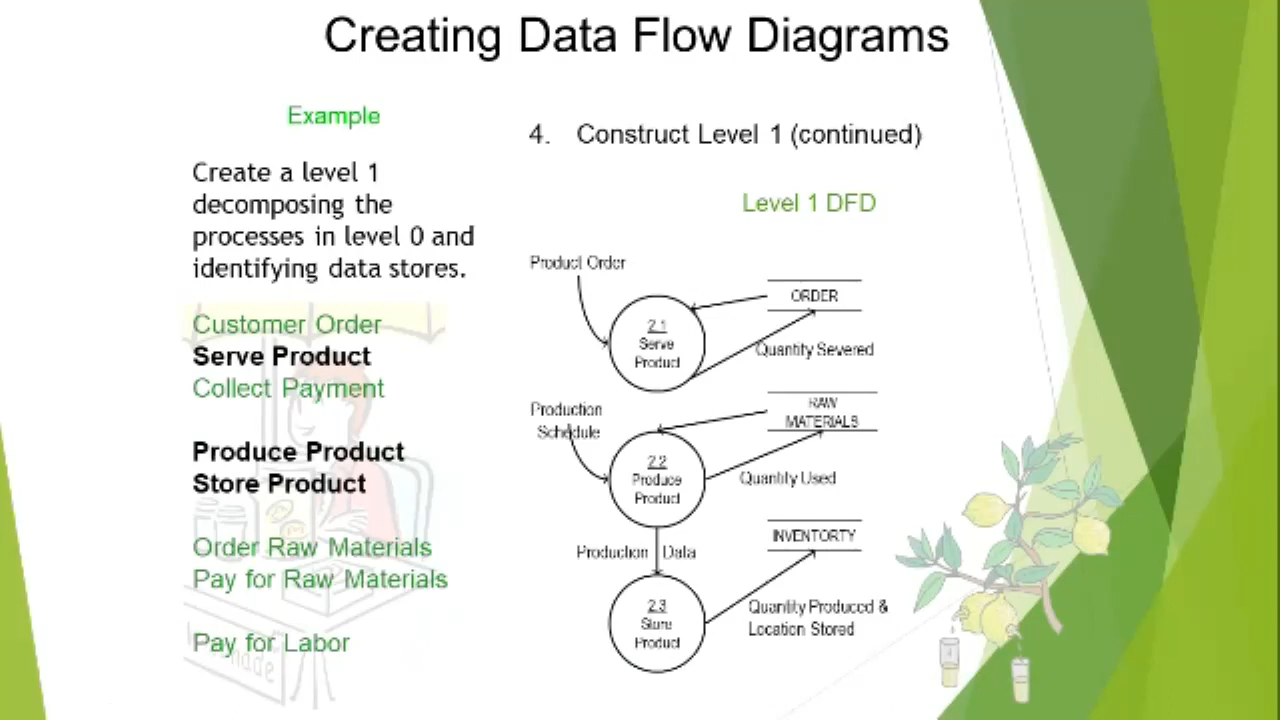 Creating Data Flow Diagrams
Example
Create a level 1
decomposing the
processes in level 0 and
identifying data stores.
Customer Order
Serve Product
Collect Payment
Produce Product
Store Product
Order Raw Materials
Pay for Raw Materials
Pay for Labor
4. Construct Level 1 (continued)
Level 1 DFD
Product Order
ORDER
2.1
Serve
Product
Quantity Severed
Production
Schedule
RAW
MATERIALS
2.2
Produce
Product
Quantity Used
Production Data
INVENTORTY
2.3
Store
Product
Quantity Produced &
Location Stored